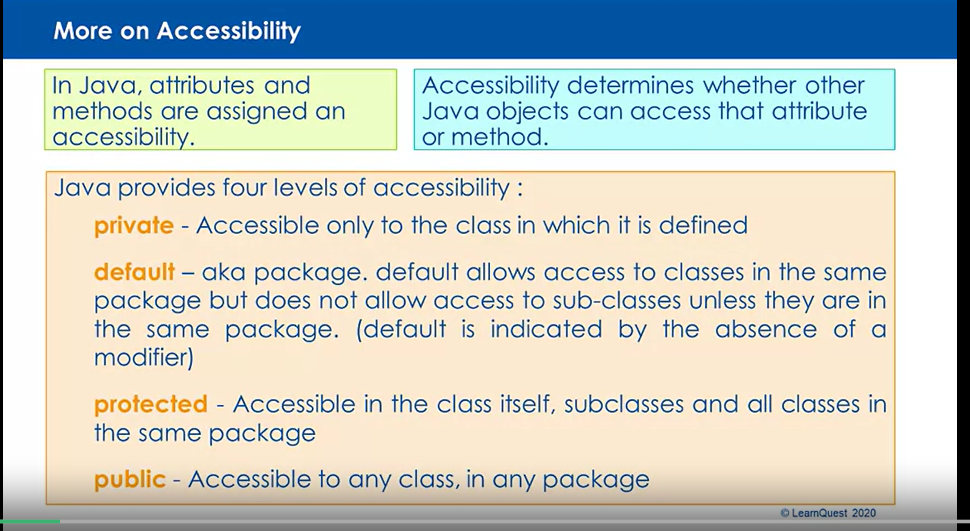 More on Accessibility
In Java, attributes and
methods are assigned an
accessibility.
Accessibility determines whether other
Java objects can access that attribute
or method.
Java provides four levels of accessibility :
private - Accessible only to the class in which it is defined
default – aka package. default allows access to classes in the same
package but does not allow access to sub-classes unless they are in
the same package. (default is indicated by the absence of a
modifier)
protected - Accessible in the class itself, subclasses and all classes in
the same package
public - Accessible to any class, in any package
© LearnQuest 2020